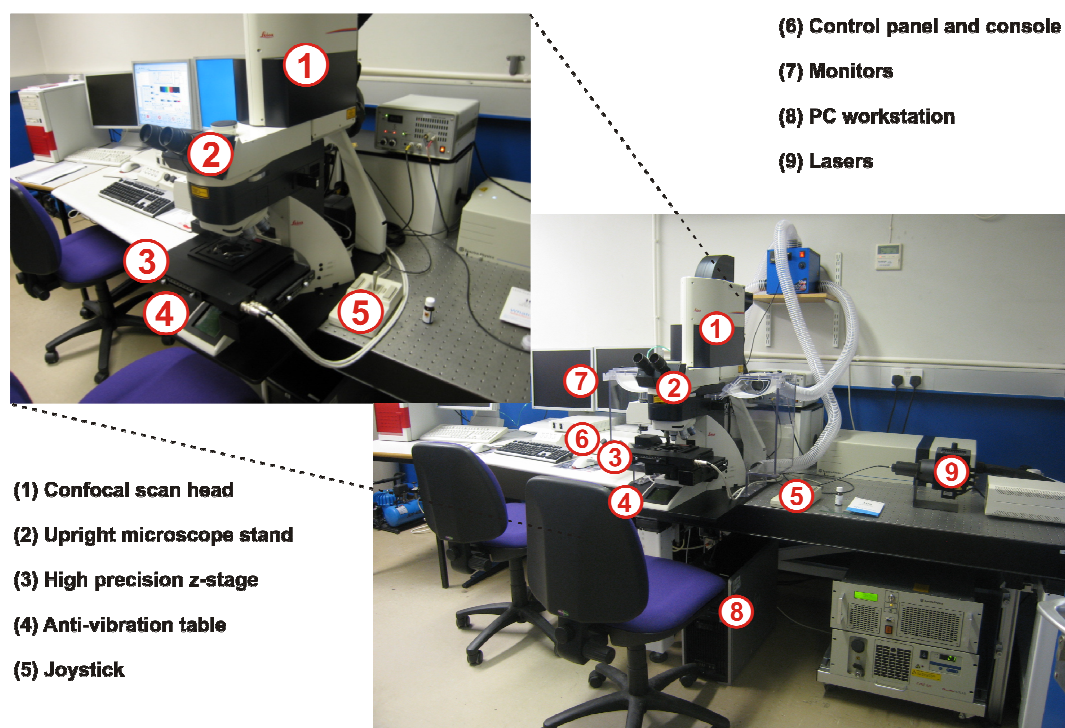 (6) Control panel and console
(7) Monitors
(8) PC workstation
(9) Lasers
1
2
3
4
5
1
2
7
6
3
4
5
9
8
(1) Confocal scan head
(2) Upright microscope stand
(3) High precision z-stage
(4) Anti-vibration table
(5) Joystick